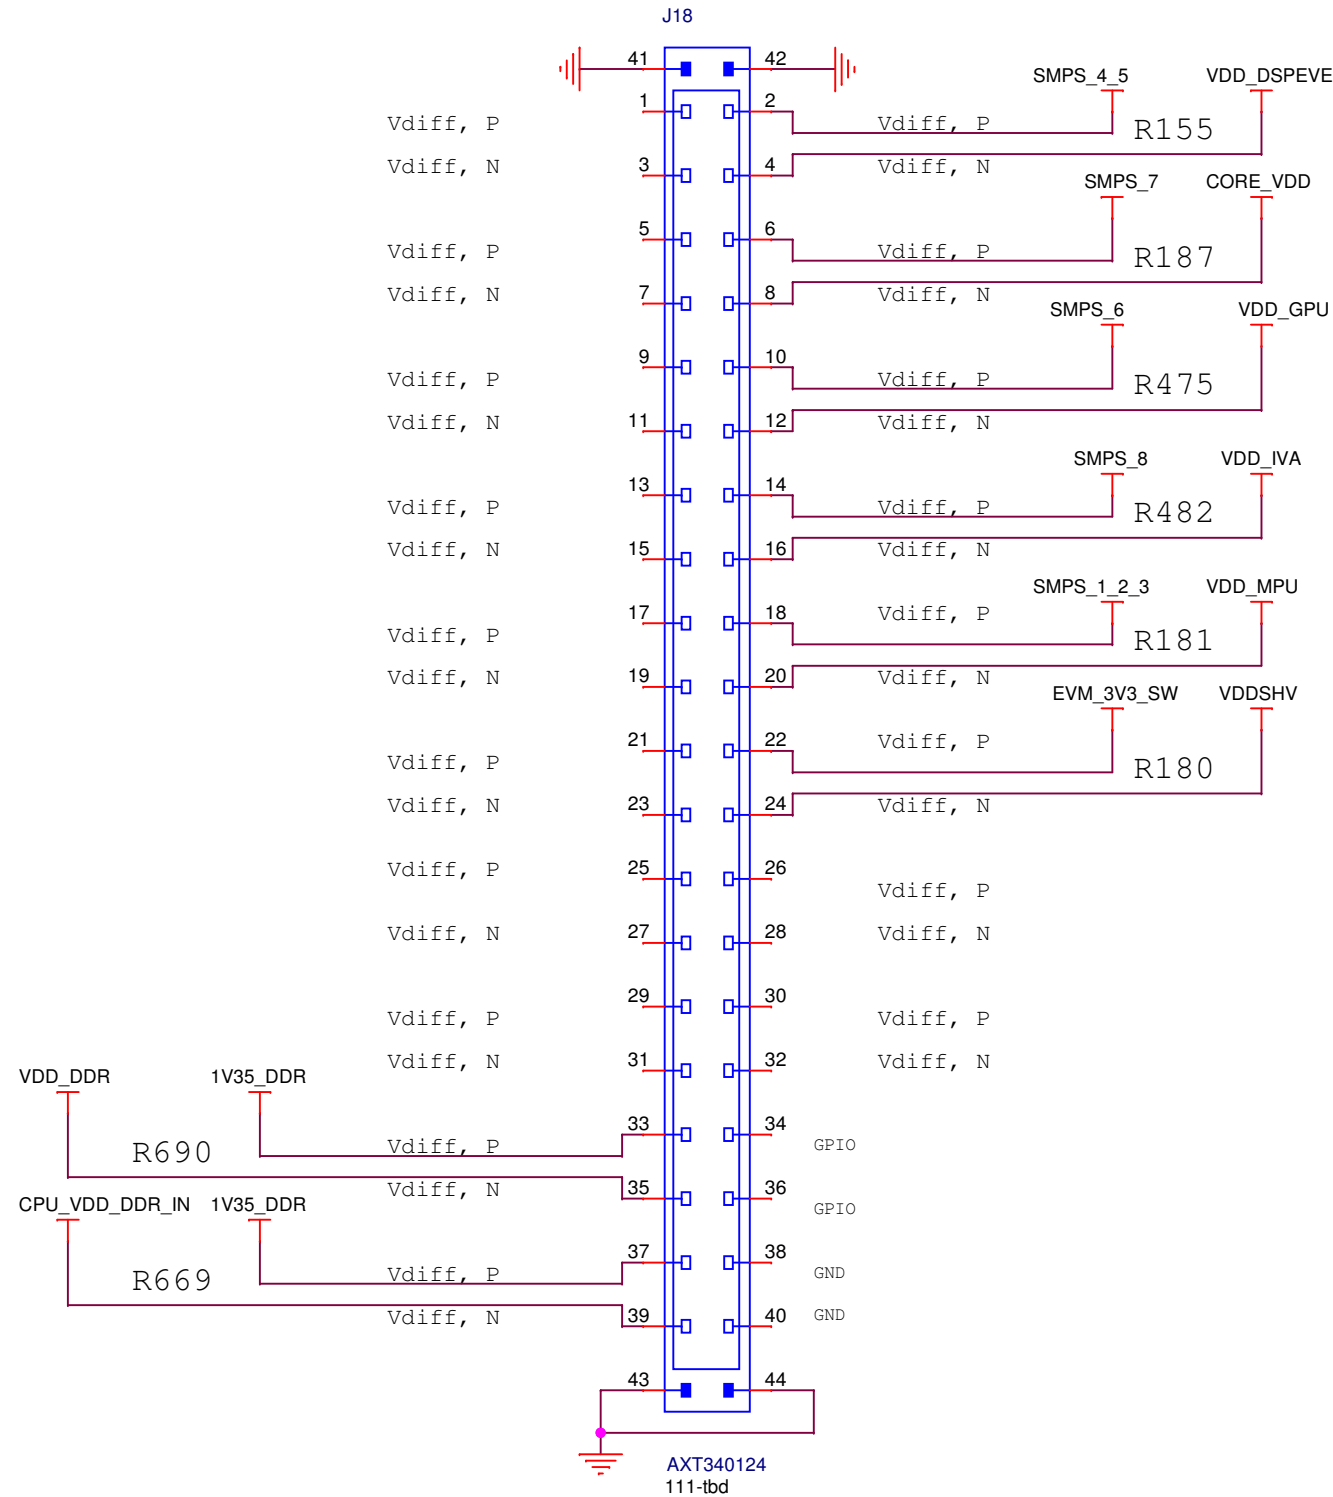 J18
41 42
SMPS_4_5 VDD_DSPEVE
1 2
Vdiff, P Vdiff, P R155
Vdiff, N 3 4 Vdiff, N
SMPS_7 CORE_VDD
5 6
Vdiff, P Vdiff, P R187
Vdiff, N 7 8 Vdiff, N
SMPS_6 VDD_GPU
9 10
Vdiff, P Vdiff, P R475
Vdiff, N 11 12 Vdiff, N
SMPS_8 VDD_IVA
13 14
Vdiff, P Vdiff, P R482
Vdiff, N 15 16 Vdiff, N
SMPS_1_2_3 VDD_MPU
17 18 Vdiff, P
Vdiff, P R181
Vdiff, N 19 20 Vdiff, N
EVM_3V3_SW VDDSHV
21 22 Vdiff, P
Vdiff, P R180
Vdiff, N 23 24 Vdiff, N
Vdiff, P 25 26
Vdiff, P
Vdiff, N 27 28 Vdiff, N
29 30
Vdiff, P Vdiff, P
Vdiff, N 31 32 Vdiff, N
VDD_DDR 1V35_DDR
33 34
R690 Vdiff, P GPIO
Vdiff, N 35 36
CPU_VDD_DDR_IN 1V35_DDR GPIO
37 38
R669 Vdiff, P GND
Vdiff, N 39 40 GND
43 44
AXT340124
111-tbd